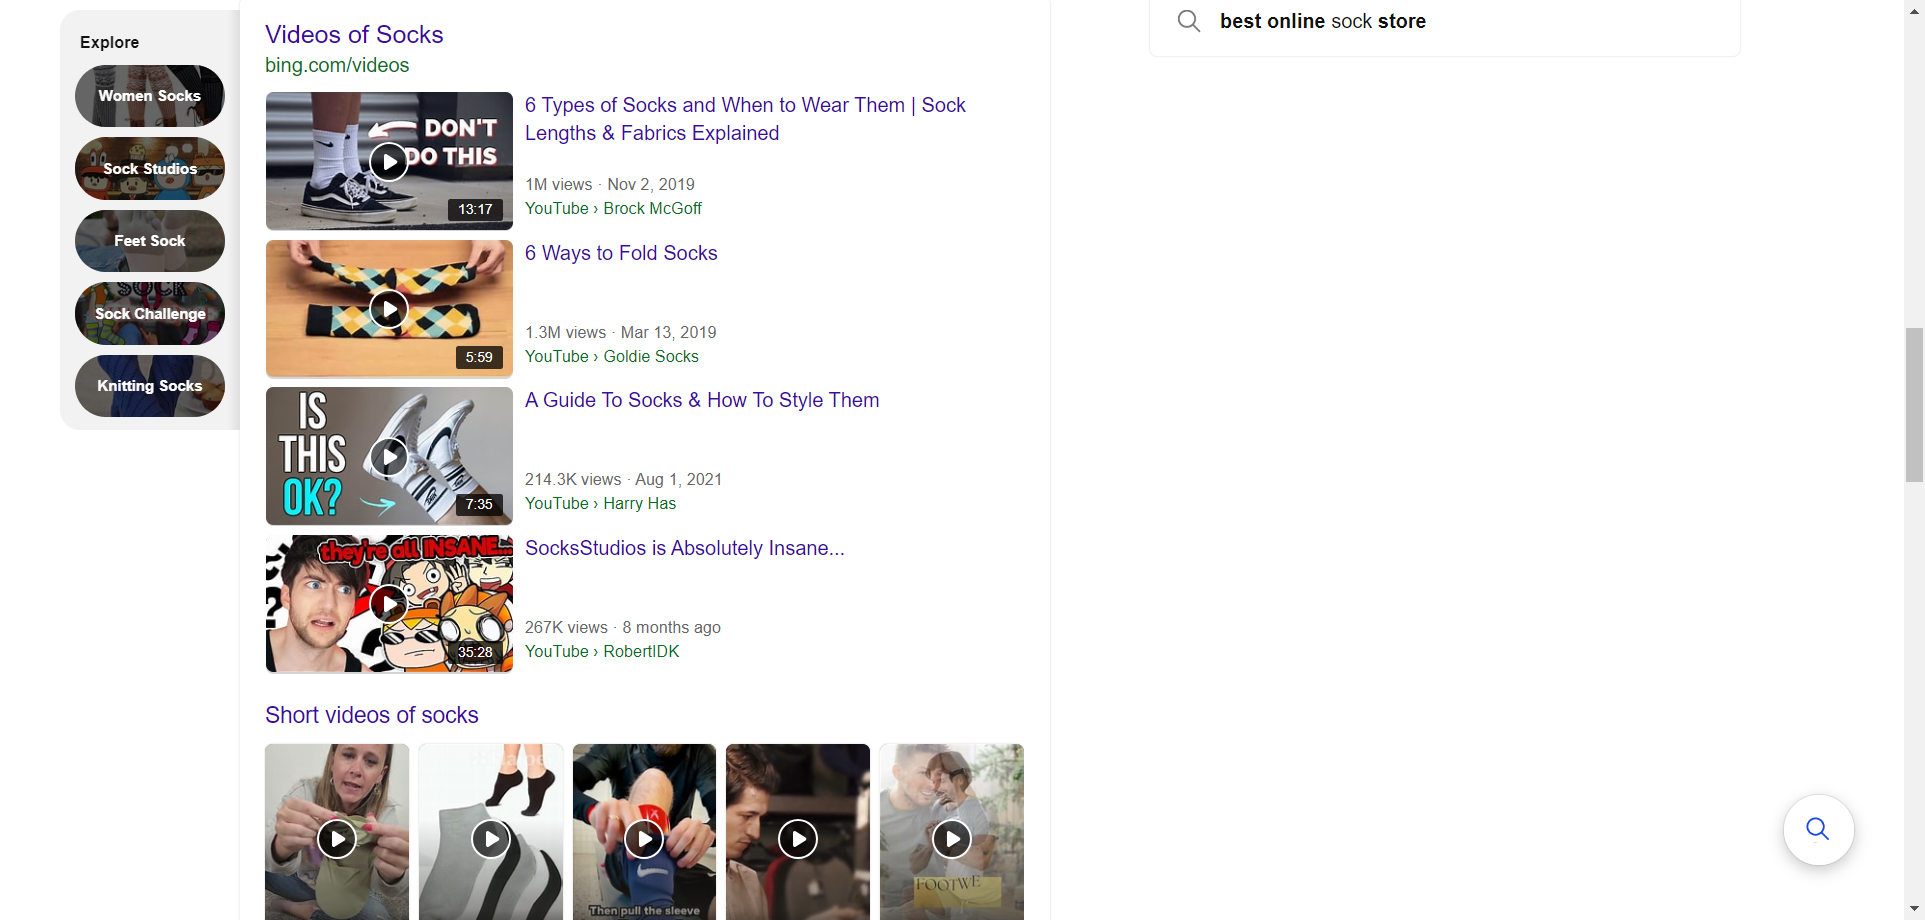 Explore
Women Socks
Sock Studios
Feet Sock
Sock Challenge
Knitting Socks
Videos of Socks
bing.com/videos
DON'T
DO THIS
13:17
6 Types of Socks and When to Wear Them | Sock
Lengths & Fabrics Explained
1M views · Nov 2, 2019
YouTube › Brock McGoff
5:59
6 Ways to Fold Socks
1.3M views · Mar 13, 2019
YouTube › Goldie Socks
IS
THIS
OK?
7:35
A Guide To Socks & How To Style Them
214.3K views · Aug 1, 2021
YouTube › Harry Has
they're all INSANE...
35:28
SocksStudios is Absolutely Insane...
267K views · 8 months ago
YouTube › RobertIDK
Short videos of socks
Then pull the sleeve
FOOTWE
best online sock store